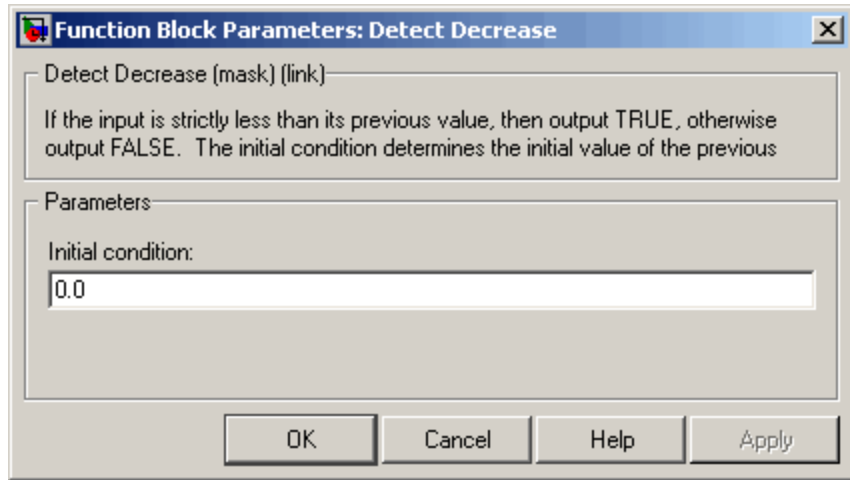 Function Block Parameters: Detect Decrease
Detect Decrease (mask) (link)
If the input is strictly less than its previous value, then output TRUE, otherwise
output FALSE.  The initial condition determines the initial value of the previous
Parameters
Initial condition:
0.0
OK Cancel Help Apply